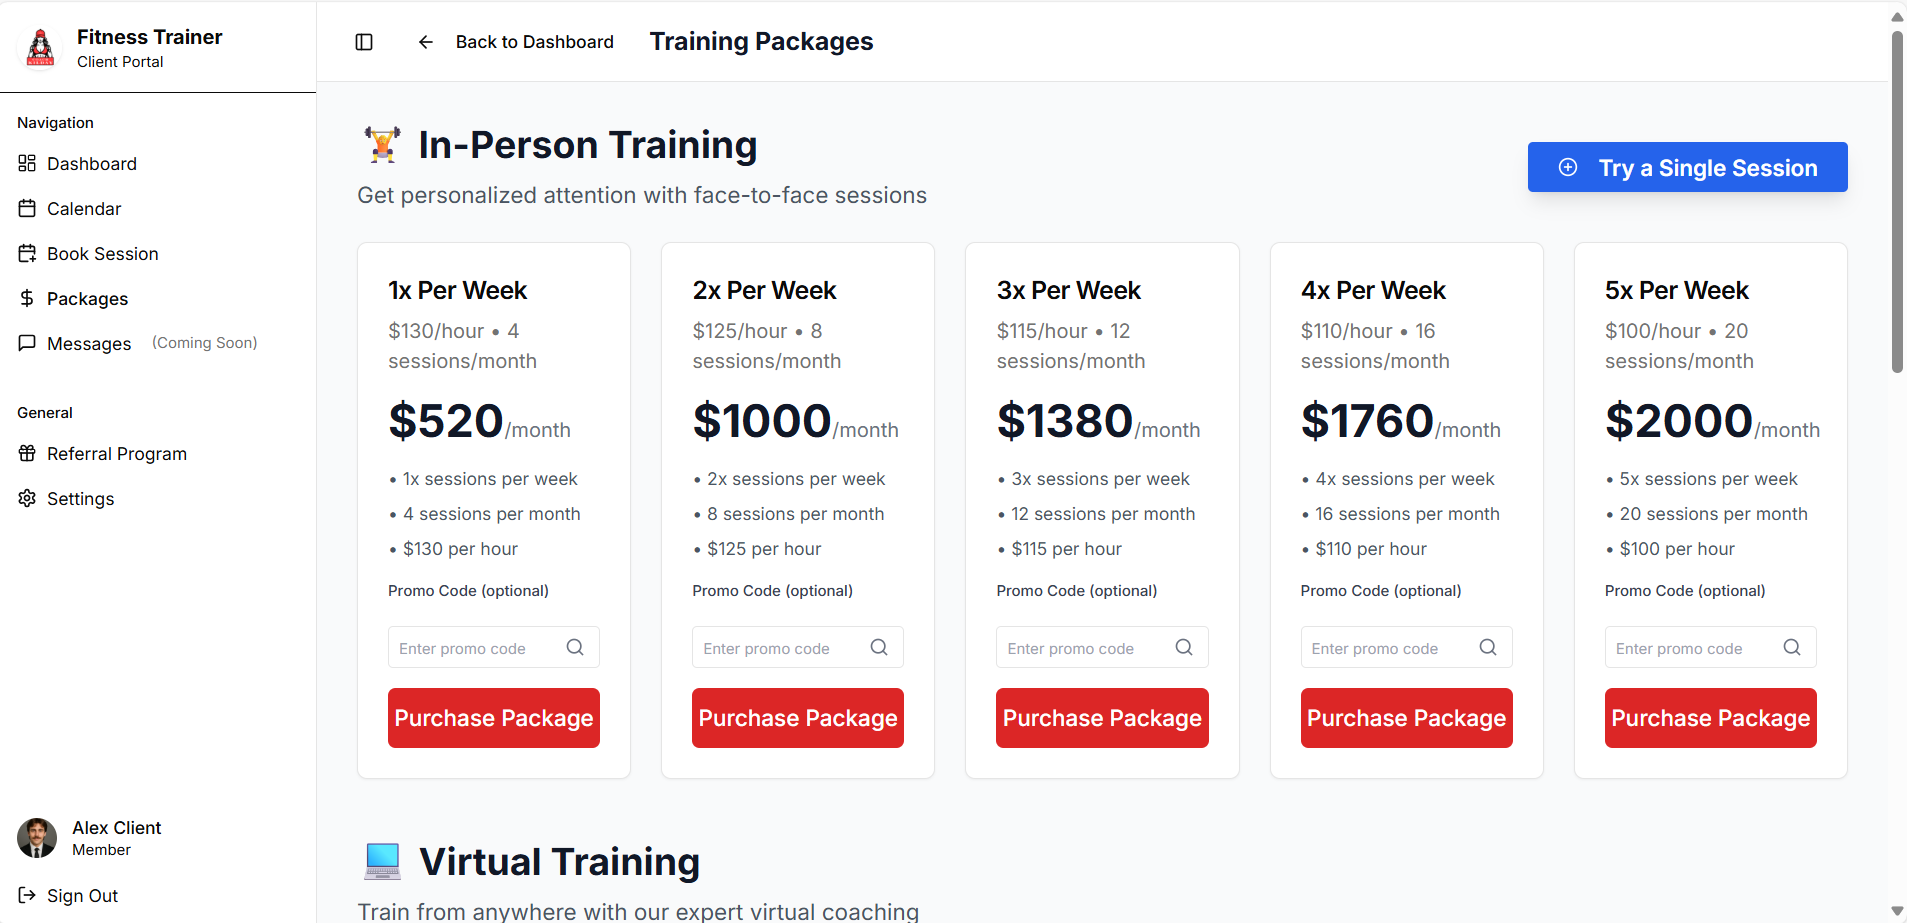 Fitness Trainer
Client Portal
Navigation
Dashboard
Calendar
Book Session
Packages
Messages (Coming Soon)
General
Referral Program
Settings
Alex Client
Member
Sign Out
Back to Dashboard
Training Packages
In-Person Training
Get personalized attention with face-to-face sessions
Try a Single Session
1x Per Week
$130/hour • 4
sessions/month
$520/month
• 1x sessions per week
• 4 sessions per month
• $130 per hour
Promo Code (optional)
Enter promo code
Purchase Package
2x Per Week
$125/hour • 8
sessions/month
$1000/month
• 2x sessions per week
• 8 sessions per month
• $125 per hour
Promo Code (optional)
Enter promo code
Purchase Package
3x Per Week
$115/hour • 12
sessions/month
$1380/month
• 3x sessions per week
• 12 sessions per month
• $115 per hour
Promo Code (optional)
Enter promo code
Purchase Package
4x Per Week
$110/hour • 16
sessions/month
$1760/month
• 4x sessions per week
• 16 sessions per month
• $110 per hour
Promo Code (optional)
Enter promo code
Purchase Package
5x Per Week
$100/hour • 20
sessions/month
$2000/month
• 5x sessions per week
• 20 sessions per month
• $100 per hour
Promo Code (optional)
Enter promo code
Purchase Package
Virtual Training
Train from anywhere with our expert virtual coaching